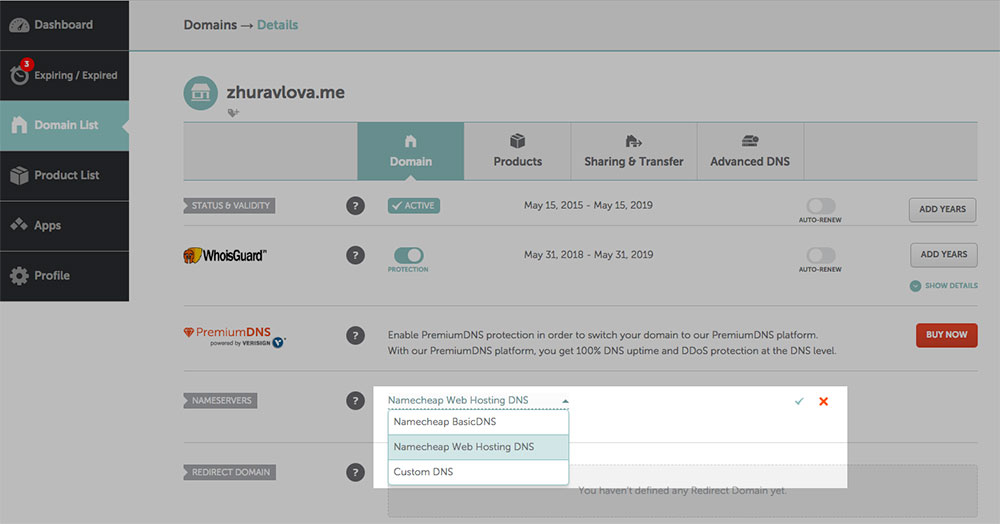 Dashboard
3
Expiring / Expired
Domain List
Product List
Apps
Profile
Domains → Details
zhuravlova.me
Domain
Products
Sharing & Transfer
Advanced DNS
STATUS & VALIDITY
?
ACTIVE
May 15, 2015 - May 15, 2019
AUTO-RENEW
ADD YEARS
WhoisGuard™
?
PROTECTION
May 31, 2018 - May 31, 2019
AUTO-RENEW
ADD YEARS
SHOW DETAILS
PremiumDNS
powered by VERISIGN
?
Enable PremiumDNS protection in order to switch your domain to our PremiumDNS platform.
With our PremiumDNS platform, you get 100% DNS uptime and DDoS protection at the DNS level.
BUY NOW
NAMESERVERS
?
Namecheap Web Hosting DNS
Namecheap BasicDNS
Namecheap Web Hosting DNS
Custom DNS
REDIRECT DOMAIN
?
You haven't defined any Redirect Domain yet.